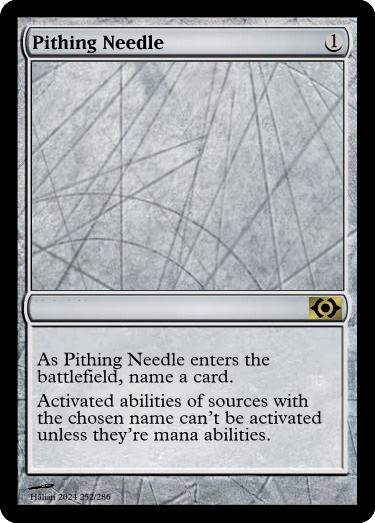 Pithing Needle 1
As Pithing Needle enters the
battlefield, name a card.
Activated abilities of sources with
the chosen name can't be activated
unless they're mana abilities.
Hálian 2024 252/286